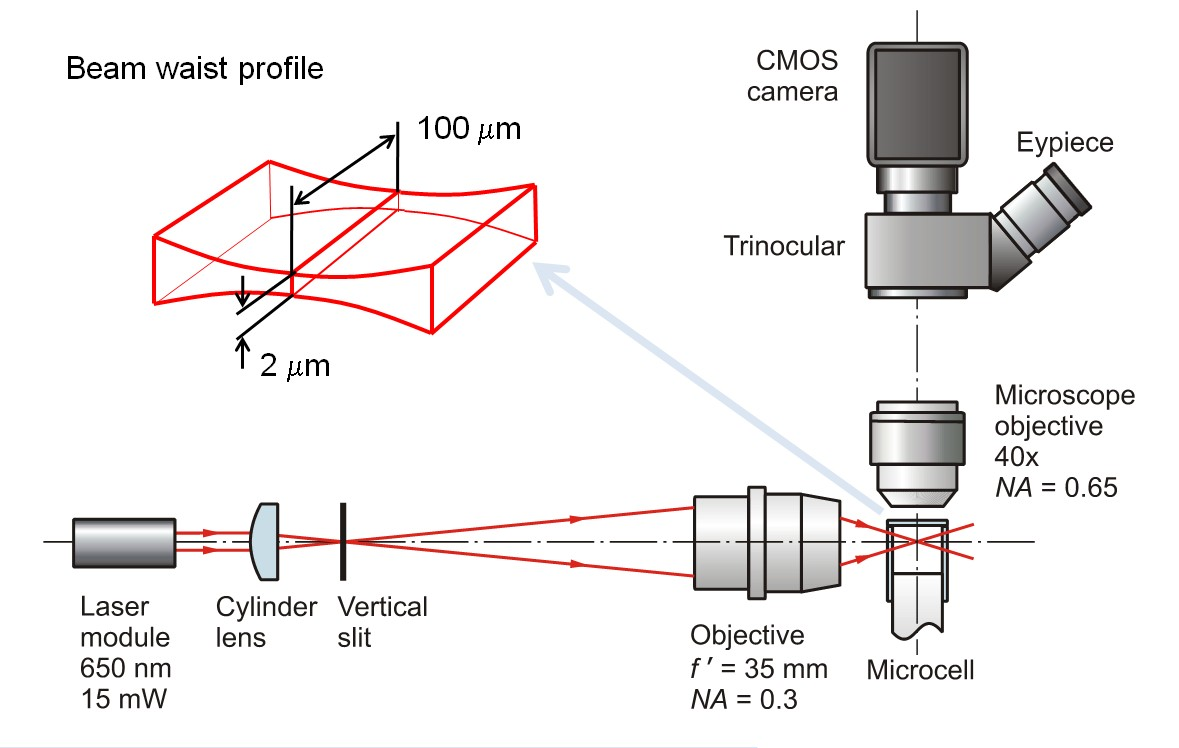 Beam waist profile
100 μm
2 μm
CMOS
camera
Eypiece
Trinocular
Microscope
objective
40x
NA = 0.65
Laser
module
650 nm
15 mW
Cylinder
lens
Vertical
slit
Objective
f ′ = 35 mm
NA = 0.3
Microcell